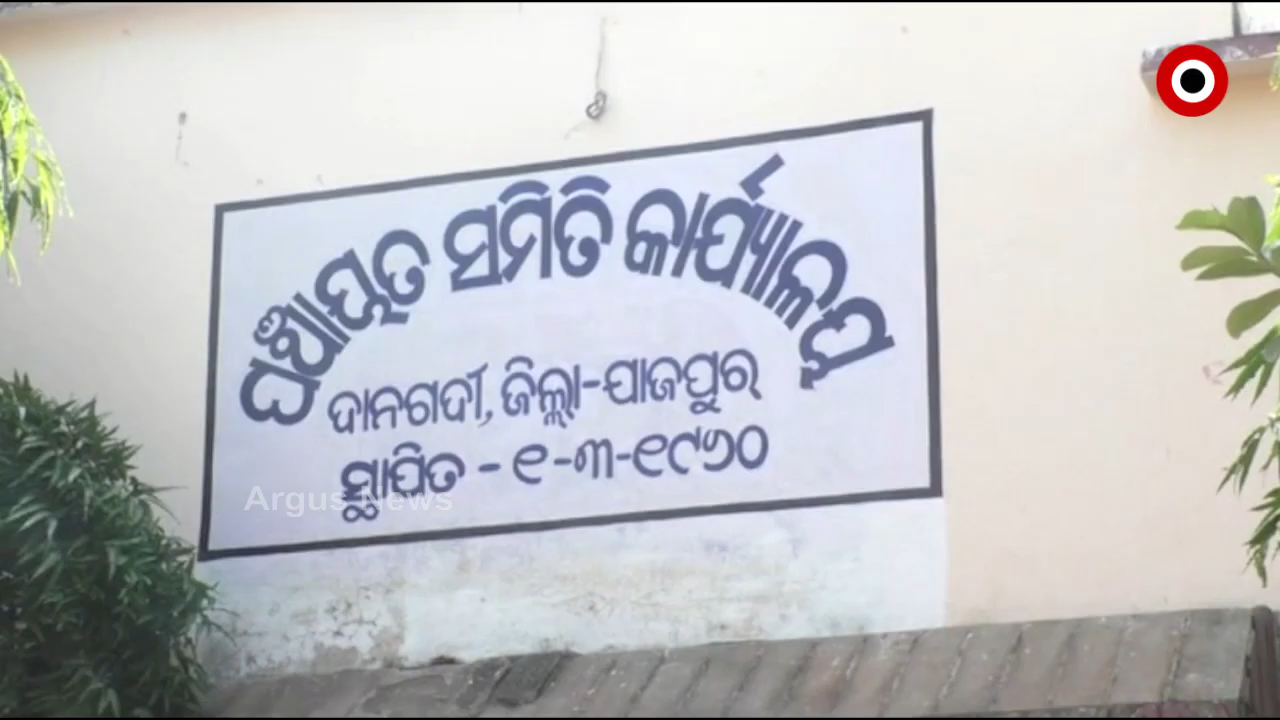 ପଞ୍ଚାୟତ ସମିତି କାର୍ଯ୍ୟାଳୟ
ଦାନଗଦୀ, ଜିଲ୍ଲା-ଯାଜପୁର
ସ୍ଥାପିତ - ୧-୩-୧୯୬୦
Argus News